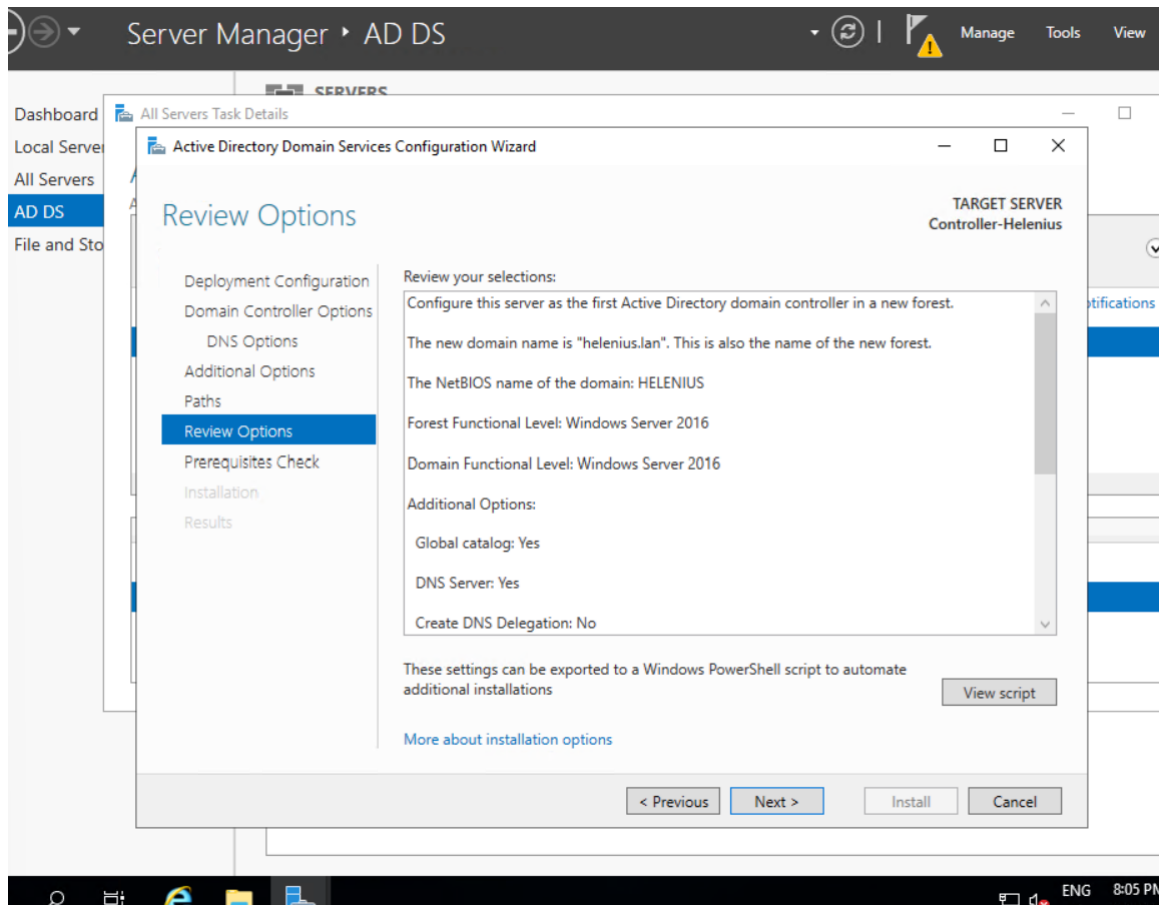 Server Manager ‣ AD DS
Manage Tools View
SERVERS
Dashboard
Local Server
All Servers
AD DS
File and Sto
All Servers Task Details
Active Directory Domain Services Configuration Wizard
Review Options
TARGET SERVER
Controller-Helenius
Deployment Configuration
Domain Controller Options
DNS Options
Additional Options
Paths
Review Options
Prerequisites Check
Installation
Results
Review your selections:
Configure this server as the first Active Directory domain controller in a new forest.
The new domain name is "helenius.lan". This is also the name of the new forest.
The NetBIOS name of the domain: HELENIUS
Forest Functional Level: Windows Server 2016
Domain Functional Level: Windows Server 2016
Additional Options:
Global catalog: Yes
DNS Server: Yes
Create DNS Delegation: No
These settings can be exported to a Windows PowerShell script to automate
additional installations
View script
More about installation options
< Previous
Next >
Install
Cancel
otifications
ENG
8:05 PM